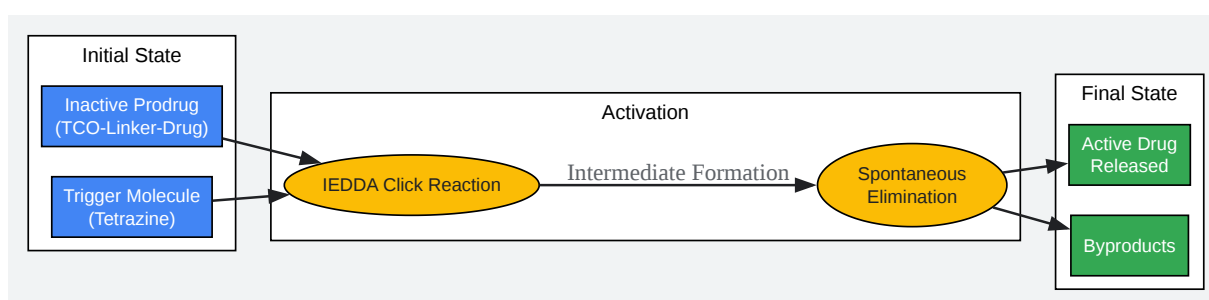 Initial State
Inactive Prodrug
(TCO-Linker-Drug)
Trigger Molecule
(Tetrazine)
Activation
IEDDA Click Reaction
Intermediate Formation
Spontaneous
Elimination
Final State
Active Drug
Released
Byproducts